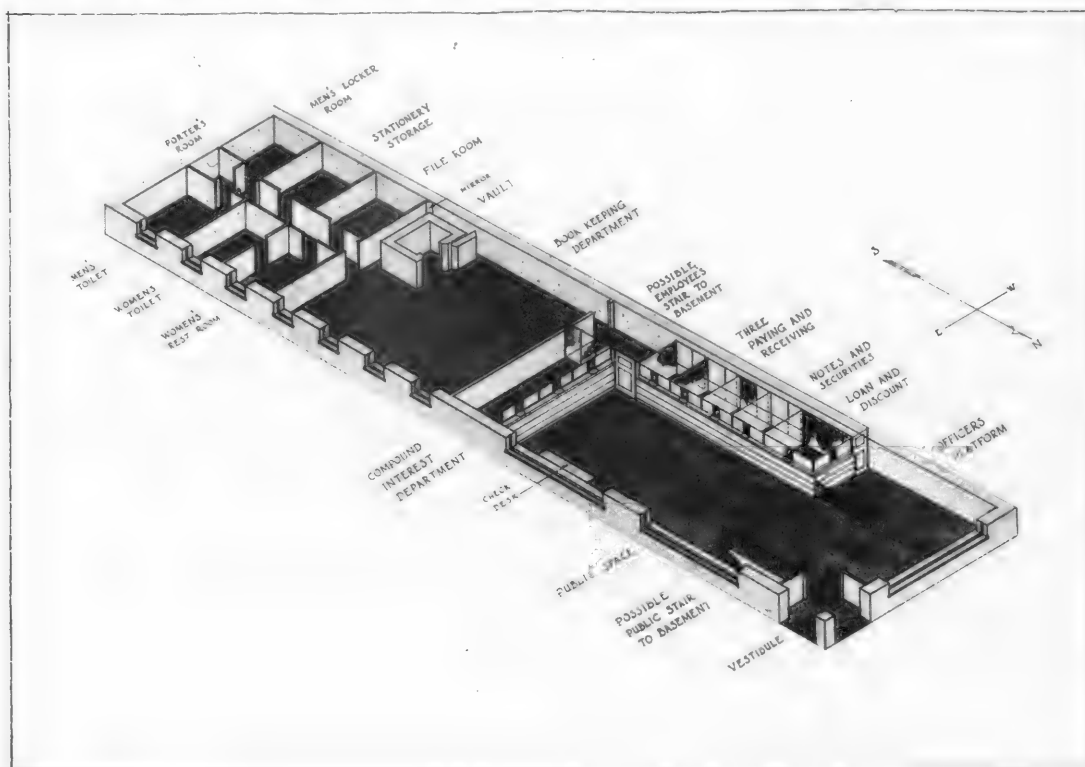 MEN'S LOCKER
ROOM
PORTER'S
ROOM
STATIONERY
STORAGE
FILE ROOM
MIRROR
VAULT
BOOK KEEPING
DEPARTMENT
POSSIBLE
EMPLOYEES
STAIR TO
BASEMENT
THREE
PAYING AND
RECEIVING
NOTES AND
SECURITIES
LOAN AND
DISCOUNT
OFFICERS
PLATFORM
S
W
E
N
MEN'S
TOILET
WOMEN'S
TOILET
WOMEN'S
REST ROOM
COMPOUND
INTEREST
DEPARTMENT
CHECK
DESK
PUBLIC SPACE
POSSIBLE
PUBLIC STAIR
TO BASEMENT
VESTIBULE